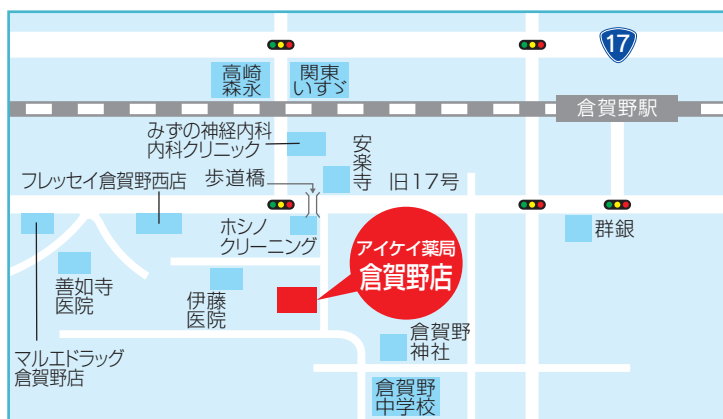 17
高崎
森永
関東
いすゞ
倉賀野駅
みずの神経内科
内科クリニック
安楽寺
フレッセイ倉賀野西店
歩道橋
旧17号
ホシノ
クリーニング
群銀
アイケイ薬局
倉賀野店
善如寺
医院
伊藤
医院
倉賀野
神社
マルエドラッグ
倉賀野店
倉賀野
中学校